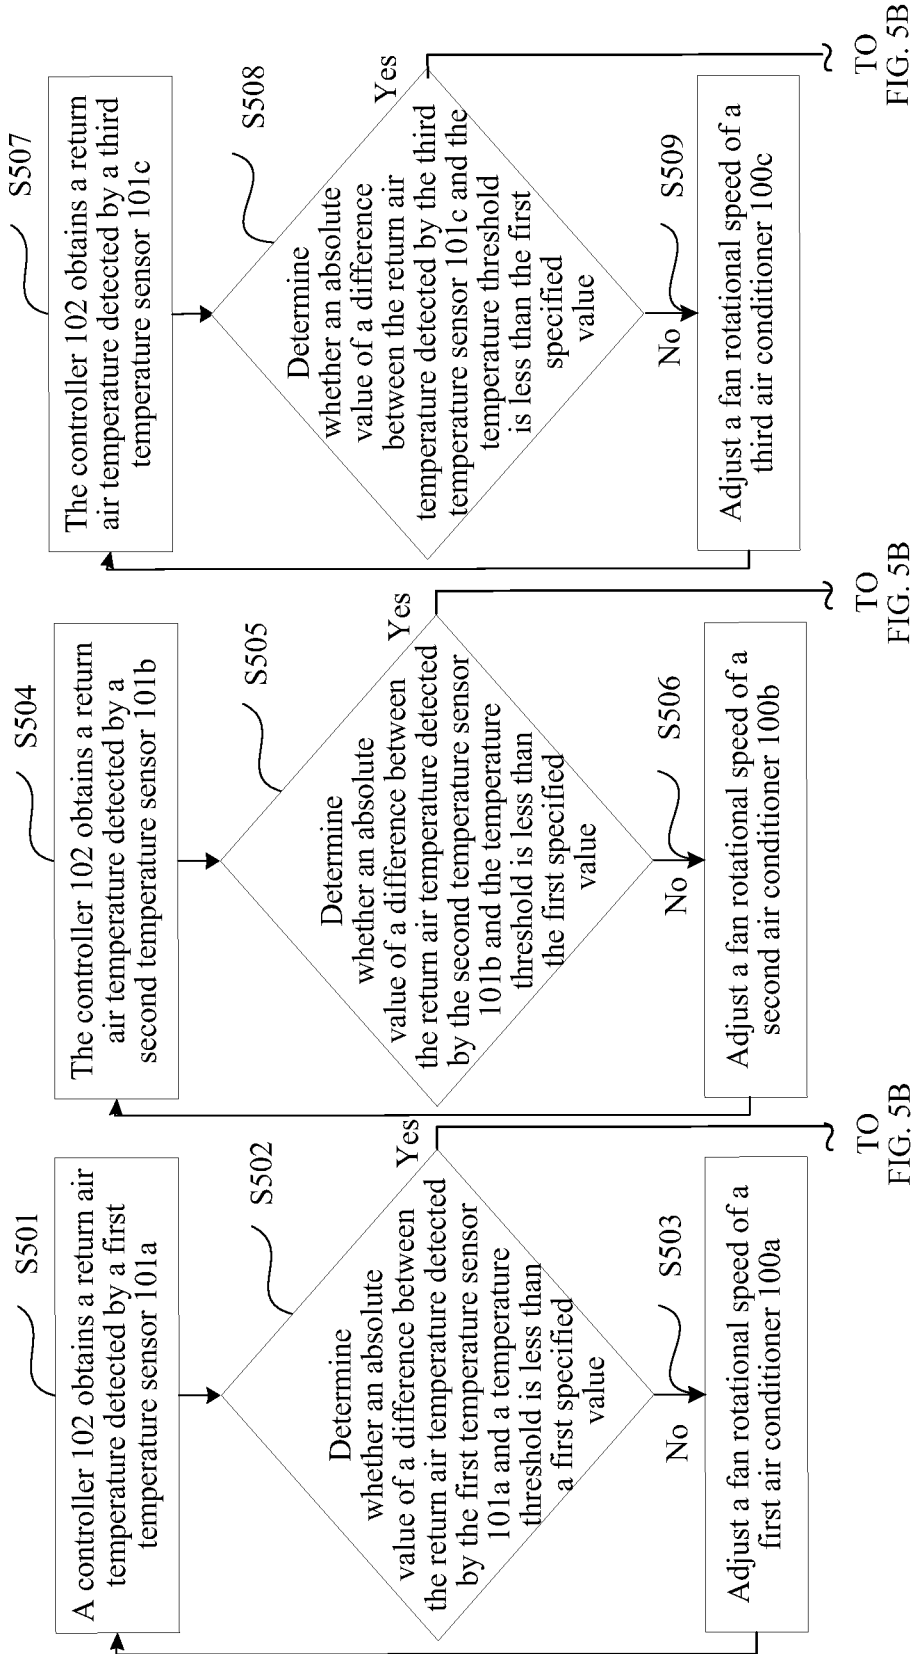 S501
A controller 102 obtains a return air
temperature detected by a first
temperature sensor 101a
S502
Determine
whether an absolute
value of a difference between
the return air temperature detected
by the first temperature sensor
101a and a temperature
threshold is less than
a first specified
value
Yes
No
S503
Adjust a fan rotational speed of a
first air conditioner 100a
TO
FIG. 5B
S504
The controller 102 obtains a return
air temperature detected by a
second temperature sensor 101b
S505
Determine
whether an absolute
value of a difference between
the return air temperature detected
by the second temperature sensor
101b and the temperature
threshold is less than
the first specified
value
Yes
No
S506
Adjust a fan rotational speed of a
second air conditioner 100b
TO
FIG. 5B
S507
The controller 102 obtains a return
air temperature detected by a third
temperature sensor 101c
S508
Determine
whether an absolute
value of a difference
between the return air
temperature detected by the third
temperature sensor 101c and the
temperature threshold
is less than the first
specified
value
Yes
No
S509
Adjust a fan rotational speed of a
third air conditioner 100c
TO
FIG. 5B